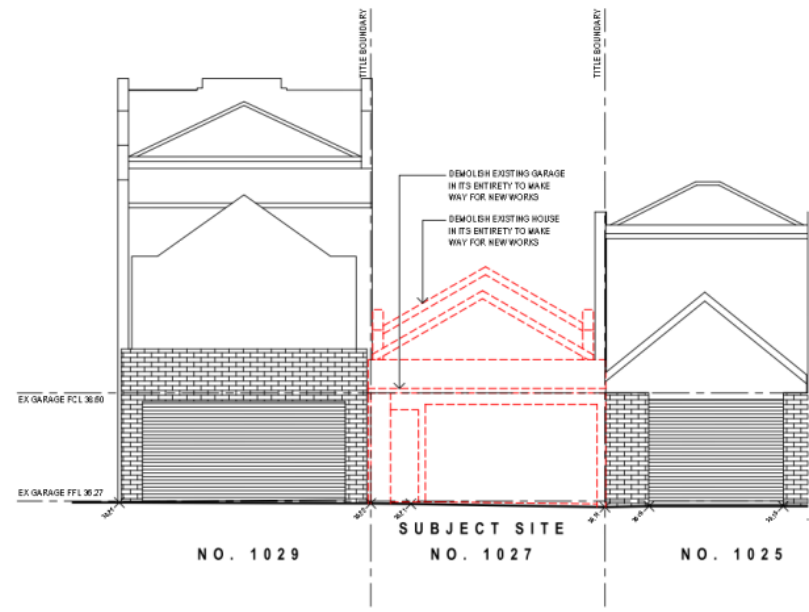 TITLE BOUNDARY
TITLE BOUNDARY
DEMOLISH EXISTING GARAGE
IN ITS ENTIRETY TO MAKE
WAY FOR NEW WORKS
DEMOLISH EXISTING HOUSE
IN ITS ENTIRETY TO MAKE
WAY FOR NEW WORKS
EX GARAGE FCL 38.60
EX GARAGE FFL 36.27
SUBJECT SITE
NO. 1029
NO. 1027
NO. 1025